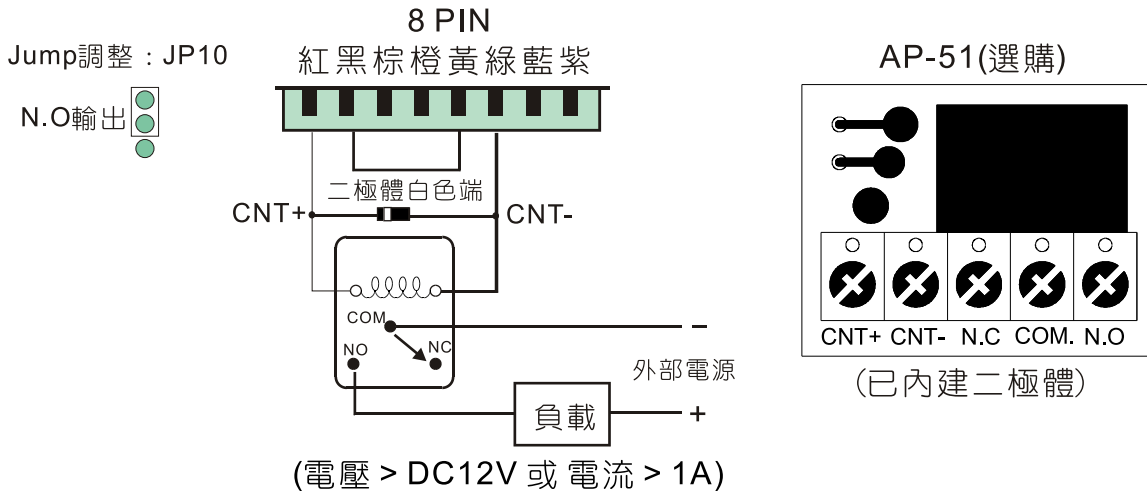 8 PIN
Jump調整：JP10
紅黑棕橙黃綠藍紫
AP-51(選購)
N.O輸出
二極體白色端
CNT+
CNT-
COM
NO
NC
−
外部電源
負載
+
CNT+ CNT- N.C COM. N.O
(已內建二極體)
(電壓 > DC12V 或 電流 > 1A)